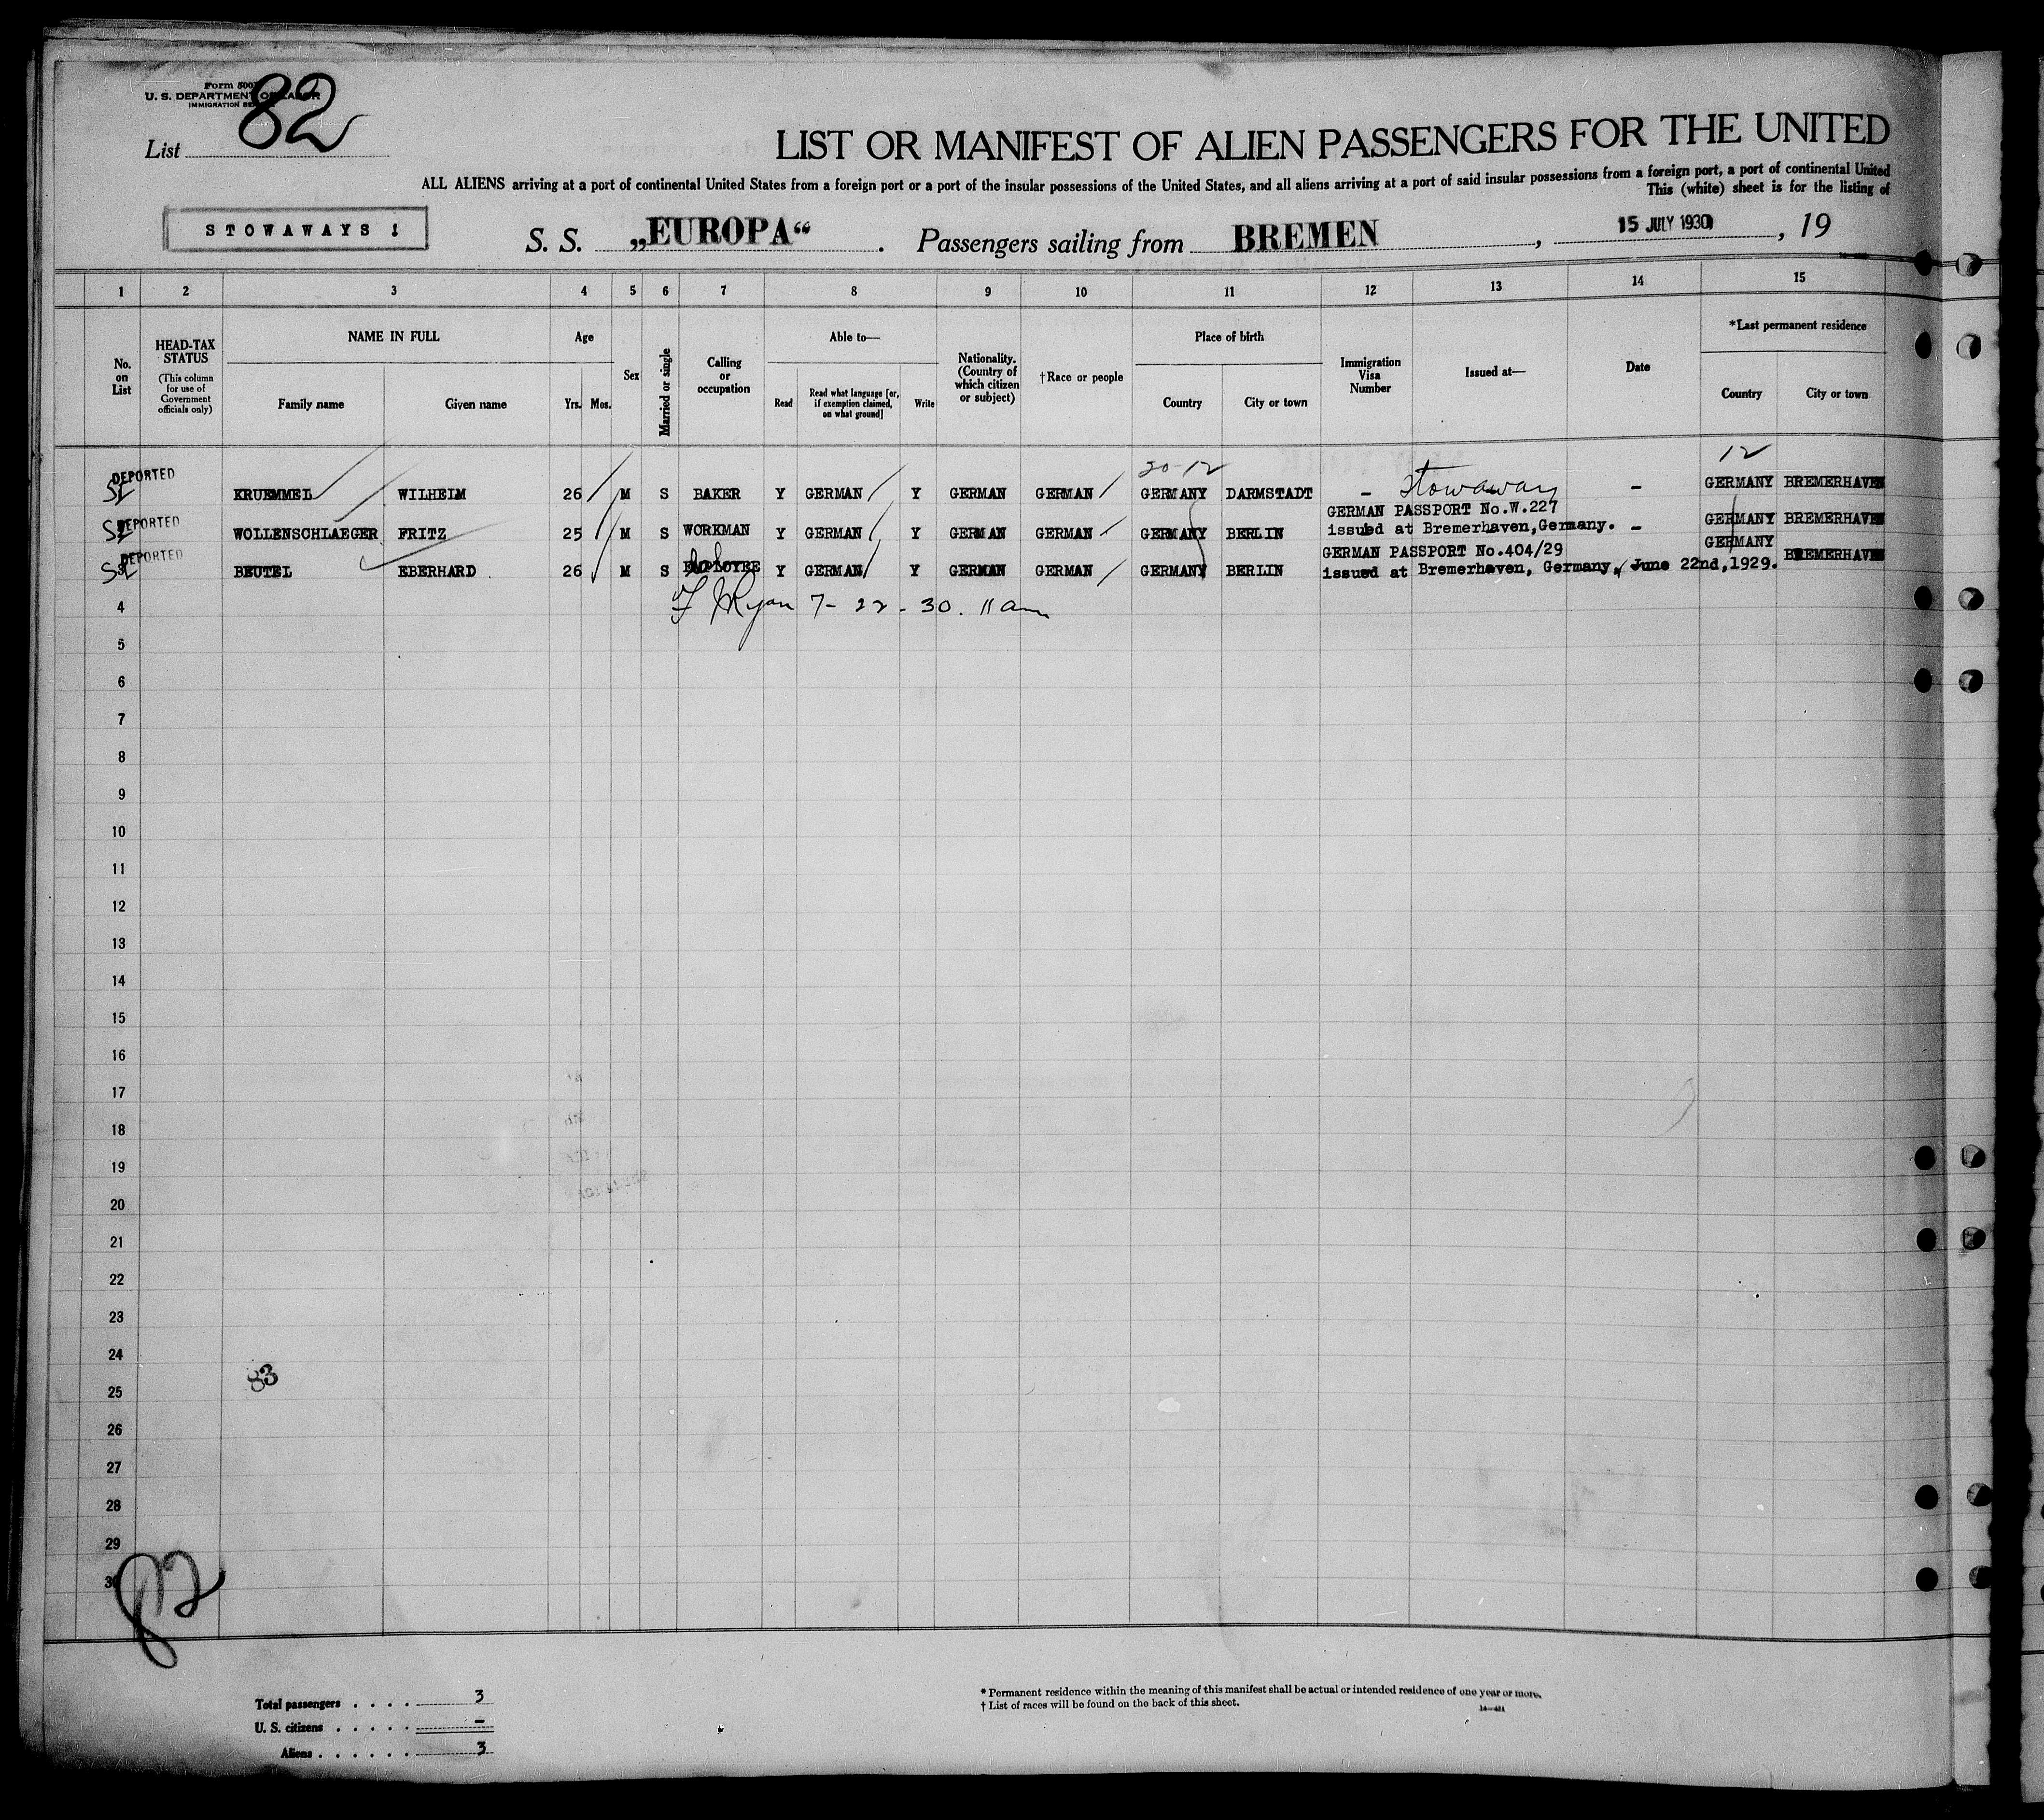 Form 500
U. S. DEPARTMENT OF LABOR
IMMIGRATION
List 82
LIST OR MANIFEST OF ALIEN PASSENGERS FOR THE UNITED
ALL ALIENS arriving at a port of continental United States from a foreign port or a port of the insular possessions of the United States, and all aliens arriving at a port of said insular possessions from a foreign port, a port of continental United
This (white) sheet is for the listing of
STOWAWAYS 1
S. S. „EUROPA“ . Passengers sailing from BREMEN , 15 JULY 1930 , 19
1 2 3 4 5 6 7 8 9 10 11 12 13 14 15
No. on List
HEAD-TAX STATUS (This column for use of Government officials only)
NAME IN FULL
Family name Given name
Age
Yrs. Mos.
Sex
Married or single
Calling or occupation
Able to—
Read Read what language [or, if exemption claimed, on what ground] Write
Nationality. (Country of which citizen or subject)
†Race or people
Place of birth
Country City or town
Immigration Visa Number
Issued at—
Date
*Last permanent residence
Country City or town
20-12 12
DEPORTED
KRUEMMEL WILHELM 26 M S BAKER Y GERMAN Y GERMAN GERMAN GERMANY DARMSTADT - Stowaway - GERMANY BREMERHAVEN
GERMAN PASSPORT No.W.227
DEPORTED
WOLLENSCHLAEGER FRITZ 25 M S WORKMAN Y GERMAN Y GERMAN GERMAN GERMANY BERLIN issued at Bremerhaven,Germany. - GERMANY BREMERHAVEN
GERMAN PASSPORT No.404/29 GERMANY
DEPORTED
BEUTEL EBERHARD 26 M S EMPLOYEE Y GERMAN Y GERMAN GERMAN GERMANY BERLIN issued at Bremerhaven, Germany, June 22nd,1929. BREMERHAVEN
4 F J Ryan 7-22-30. 11am
5
6
7
8
9
10
11
12
13
14
15
16
17
18
19
20
21
22
23
24
83
25
26
27
28
29
30
82
Total passengers . . . . 3
U. S. citizens . . . . . -
Aliens . . . . . . 3
* Permanent residence within the meaning of this manifest shall be actual or intended residence of one year or more.
† List of races will be found on the back of this sheet.
14—421